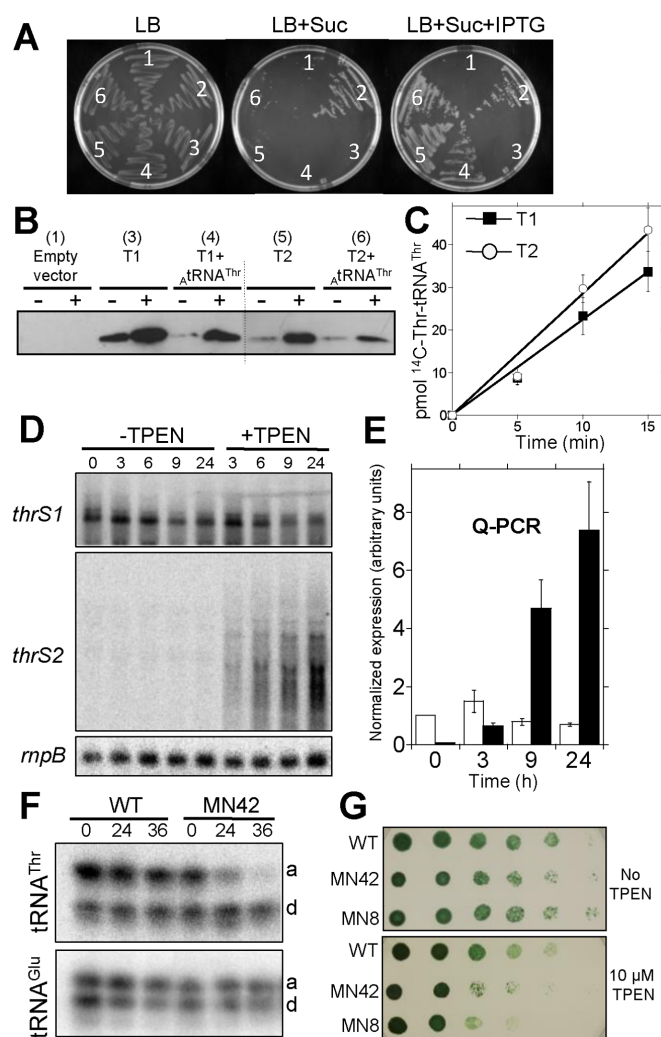 A
LB LB+Suc LB+Suc+IPTG
1 2 3 4 5 6
1 2 3 4 5 6
1 2 3 4 5 6
B
(1) (3) (4) (5) (6)
Empty T1 T1+ T2 T2+
vector AtRNAThr AtRNAThr
- + - + - + - + - +
C
T1
T2
pmol 14C-Thr-tRNAThr
40
30
20
10
0
0 5 10 15
Time (min)
D
-TPEN +TPEN
0 3 6 9 24 3 6 9 24
thrS1
thrS2
rnpB
E
Q-PCR
Normalized expression (arbitrary units)
8
6
4
2
0
0 3 9 24
Time (h)
F
WT MN42
0 24 36 0 24 36
tRNAThr
a
d
tRNAGlu
a
d
G
WT
MN42
MN8
No
TPEN
WT
MN42
MN8
10 µM
TPEN